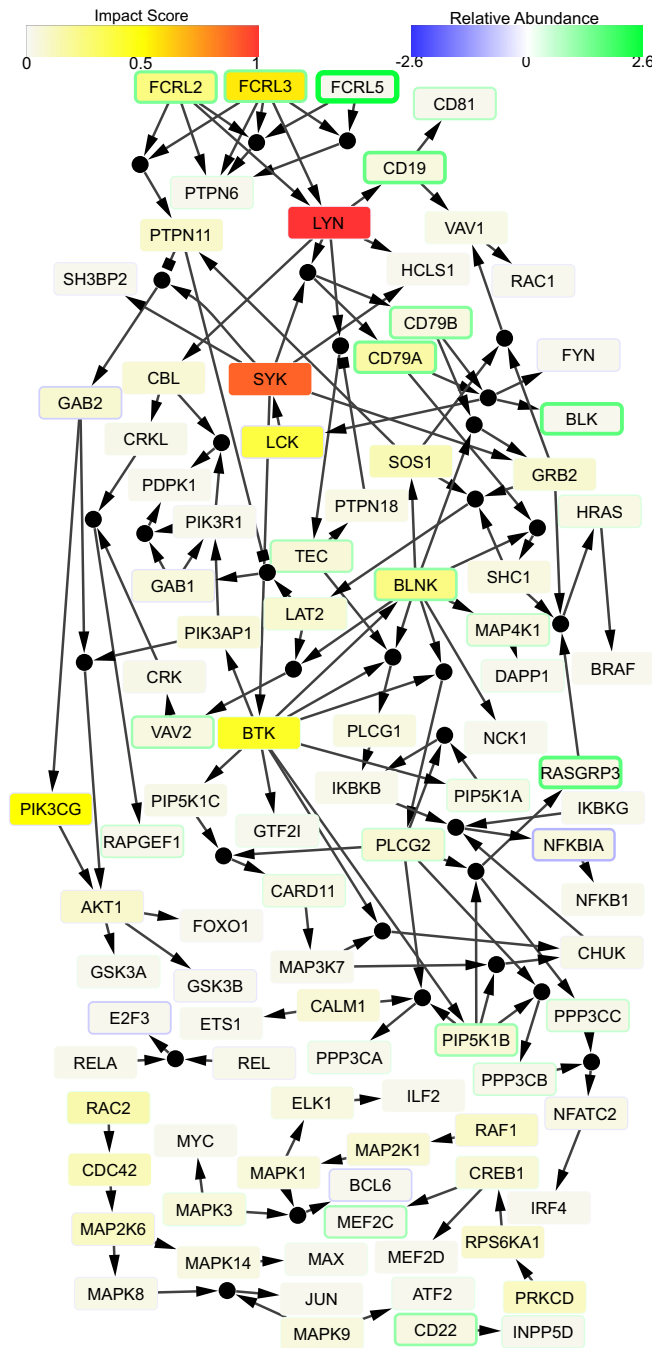 Impact Score
Relative Abundance
0
0.5
1
-2.6
0
2.6
FCRL2
FCRL3
FCRL5
CD81
CD19
PTPN6
LYN
VAV1
PTPN11
SH3BP2
HCLS1
RAC1
CD79B
CD79A
FYN
CBL
SYK
GAB2
BLK
CRKL
LCK
SOS1
GRB2
PDPK1
PTPN18
HRAS
PIK3R1
TEC
GAB1
BLNK
SHC1
LAT2
PIK3AP1
MAP4K1
CRK
DAPP1
BRAF
VAV2
BTK
PLCG1
NCK1
RASGRP3
IKBKB
PIP5K1A
PIP5K1C
PIK3CG
IKBKG
GTF2I
RAPGEF1
PLCG2
NFKBIA
CARD11
NFKB1
AKT1
FOXO1
CHUK
GSK3A
MAP3K7
GSK3B
CALM1
E2F3
ETS1
PPP3CC
PIP5K1B
PPP3CA
RELA
REL
PPP3CB
RAC2
ELK1
ILF2
NFATC2
MYC
RAF1
MAP2K1
CDC42
MAPK1
CREB1
BCL6
MAPK3
MEF2C
IRF4
MAP2K6
RPS6KA1
MAPK14
MAX
MEF2D
MAPK8
JUN
ATF2
PRKCD
MAPK9
CD22
INPP5D